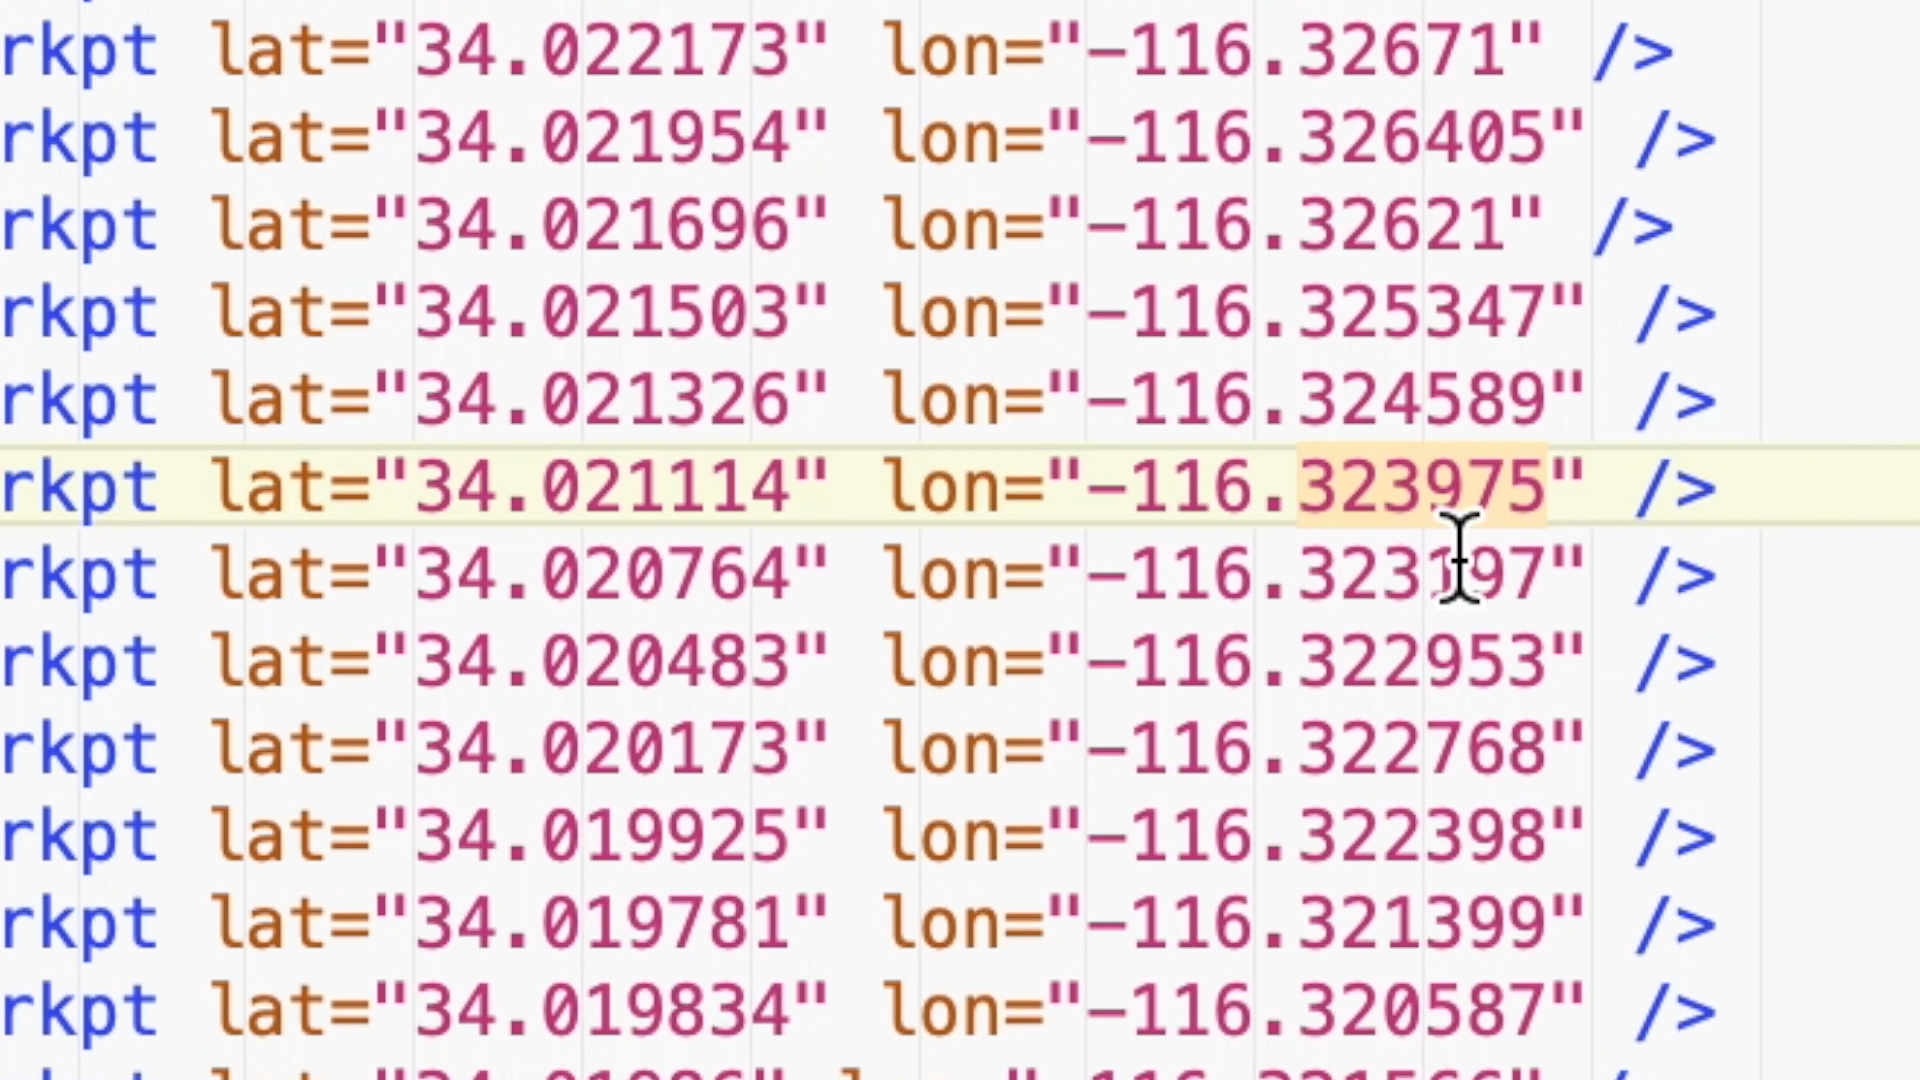 rkpt lat="34.022173" lon="-116.32671" />
rkpt lat="34.021954" lon="-116.326405" />
rkpt lat="34.021696" lon="-116.32621" />
rkpt lat="34.021503" lon="-116.325347" />
rkpt lat="34.021326" lon="-116.324589" />
rkpt lat="34.021114" lon="-116.323975" />
rkpt lat="34.020764" lon="-116.323197" />
rkpt lat="34.020483" lon="-116.322953" />
rkpt lat="34.020173" lon="-116.322768" />
rkpt lat="34.019925" lon="-116.322398" />
rkpt lat="34.019781" lon="-116.321399" />
rkpt lat="34.019834" lon="-116.320587" />